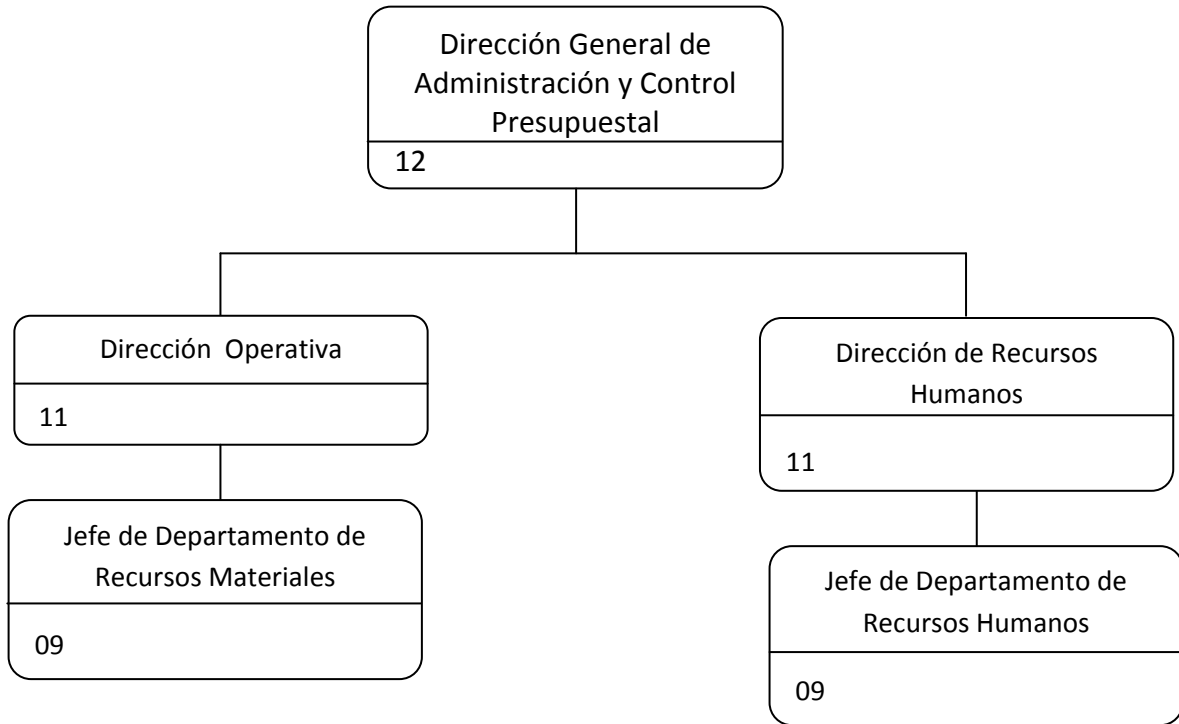 Dirección General de
Administración y Control
Presupuestal
12
Dirección Operativa
11
Dirección de Recursos
Humanos
11
Jefe de Departamento de
Recursos Materiales
09
Jefe de Departamento de
Recursos Humanos
09